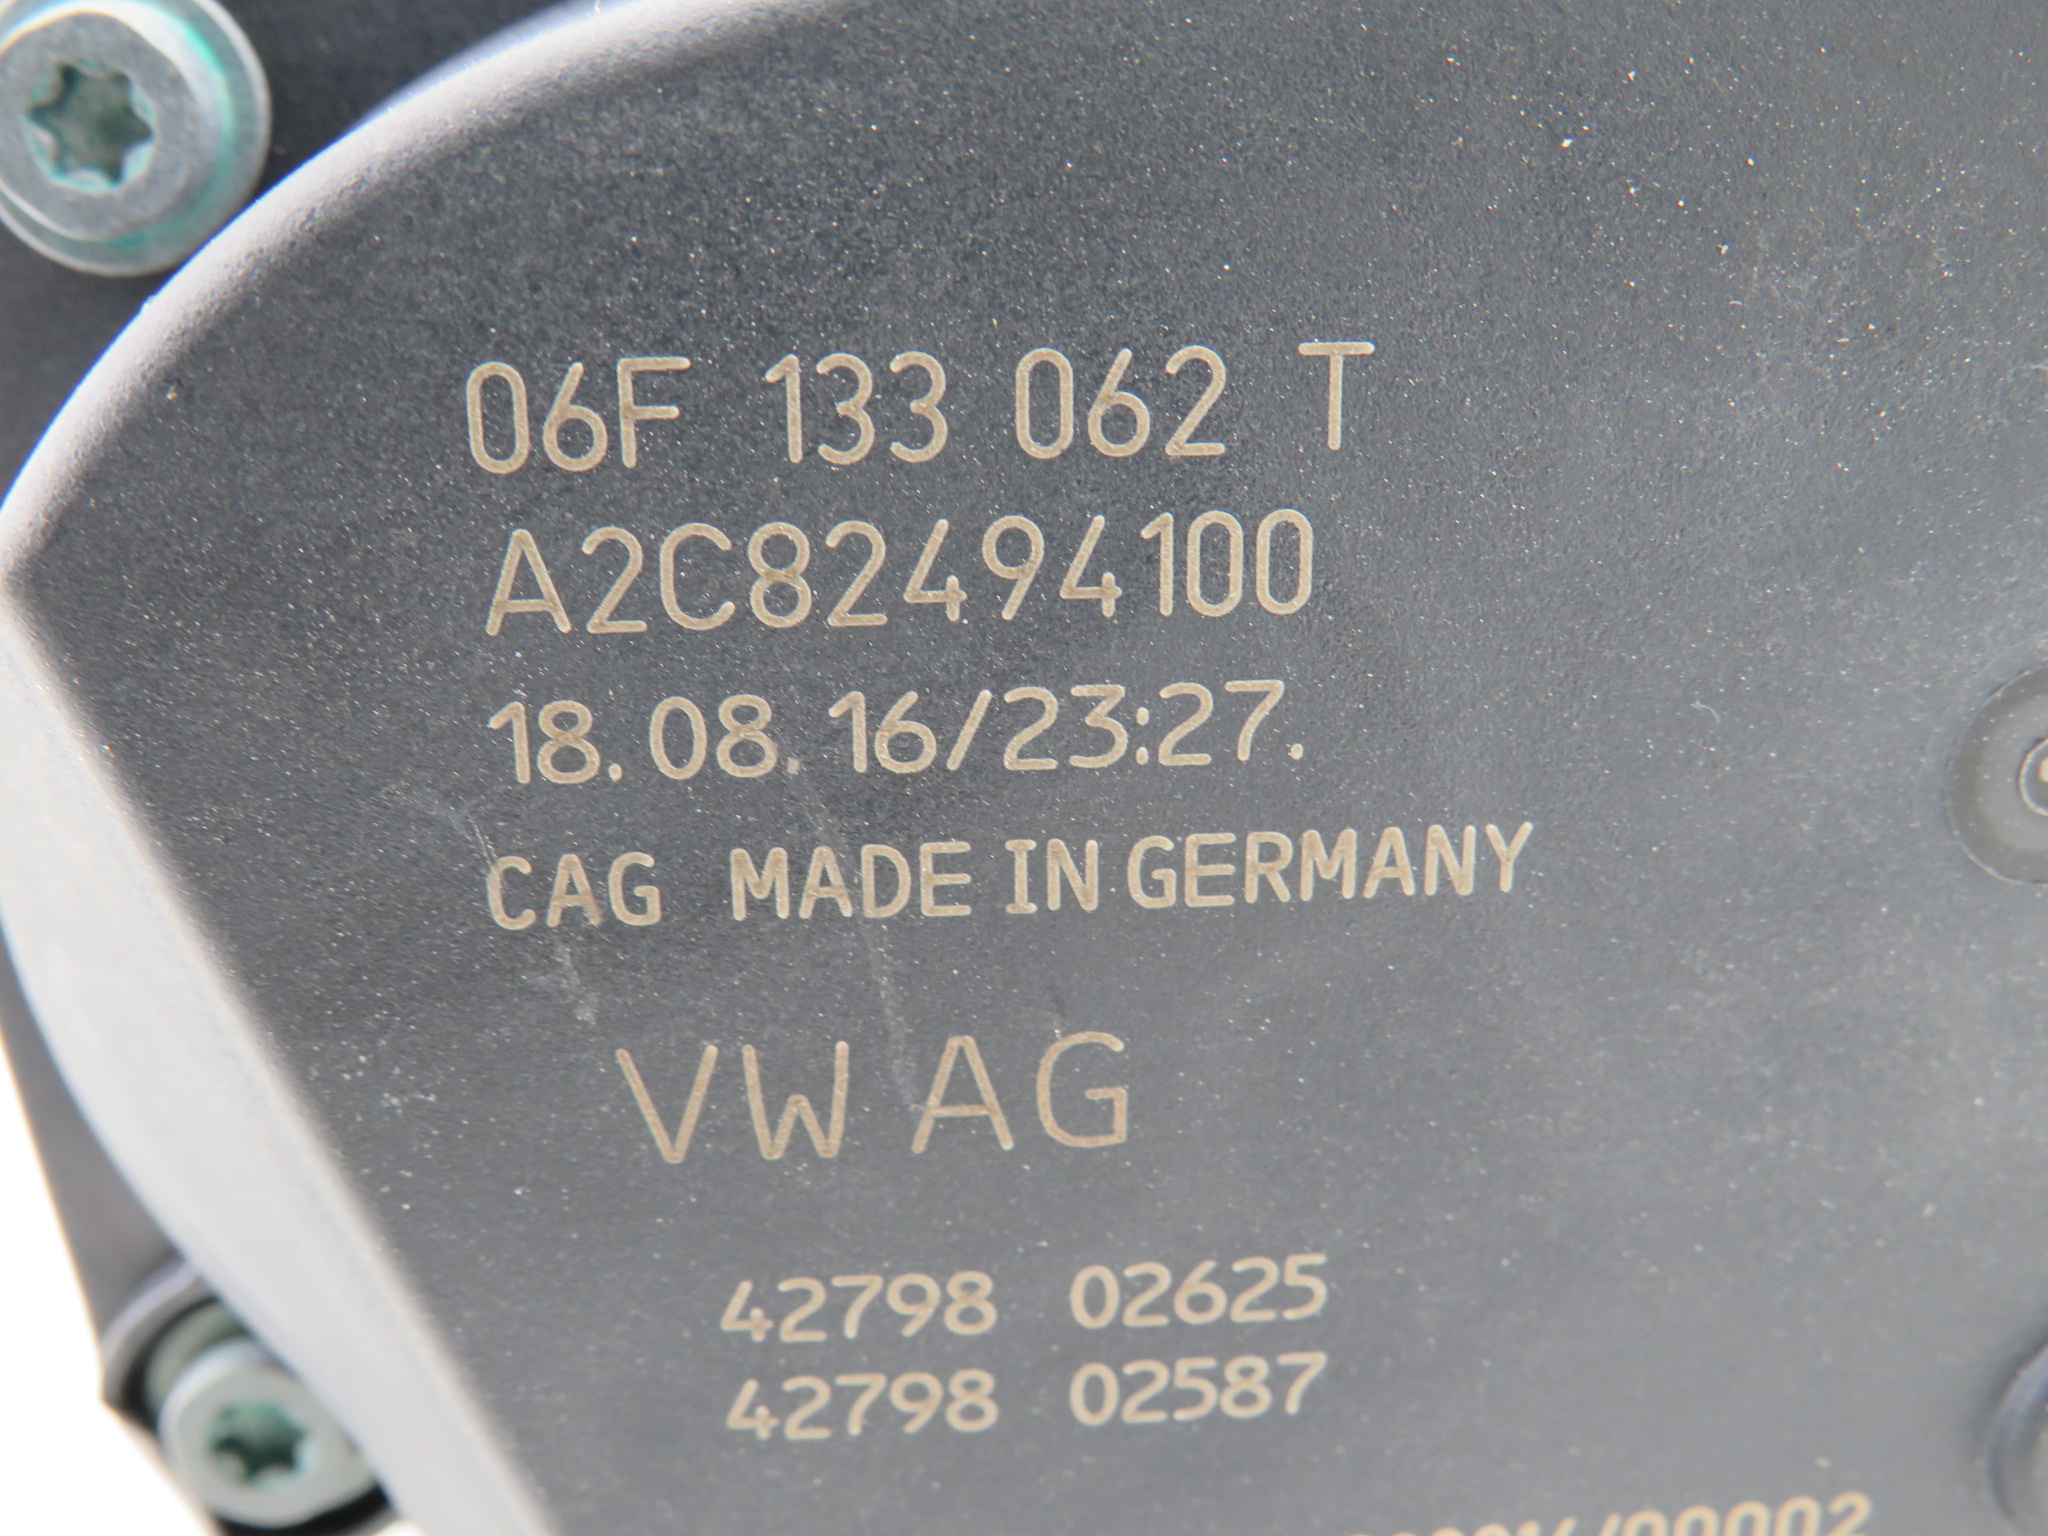 06F 133 062 T
A2C82494100
18.08.16/23:27.
CAG MADE IN GERMANY
VW AG
42798 02625
42798 02587